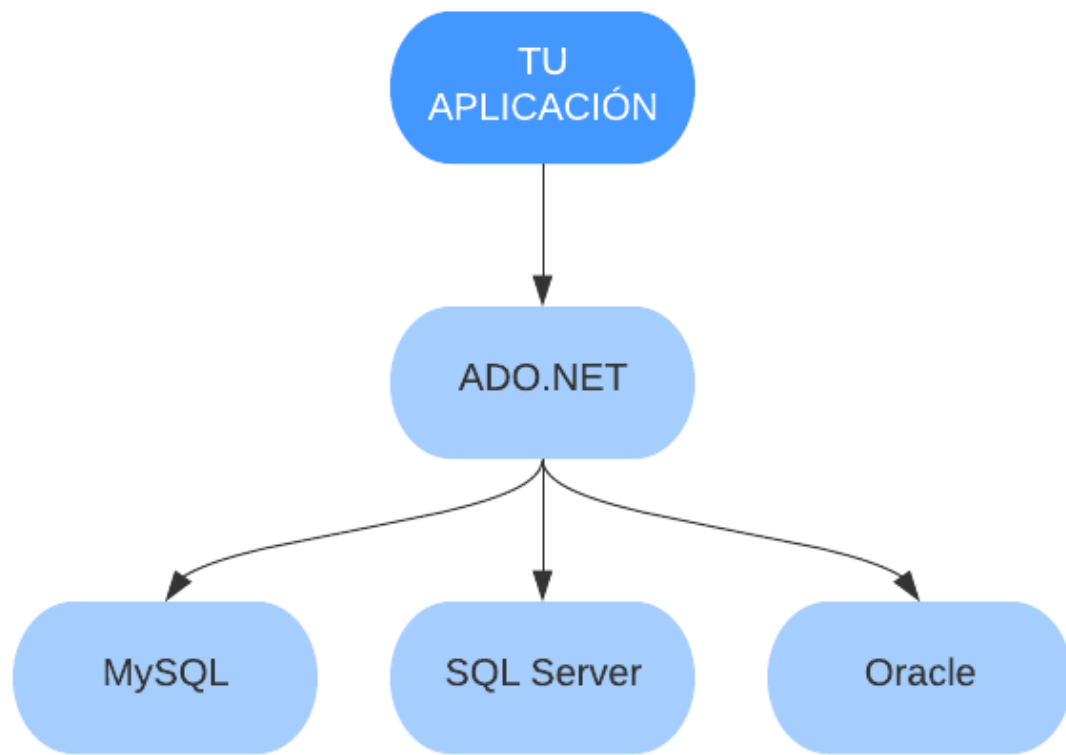 TU
APLICACIÓN
ADO.NET
MySQL
SQL Server
Oracle